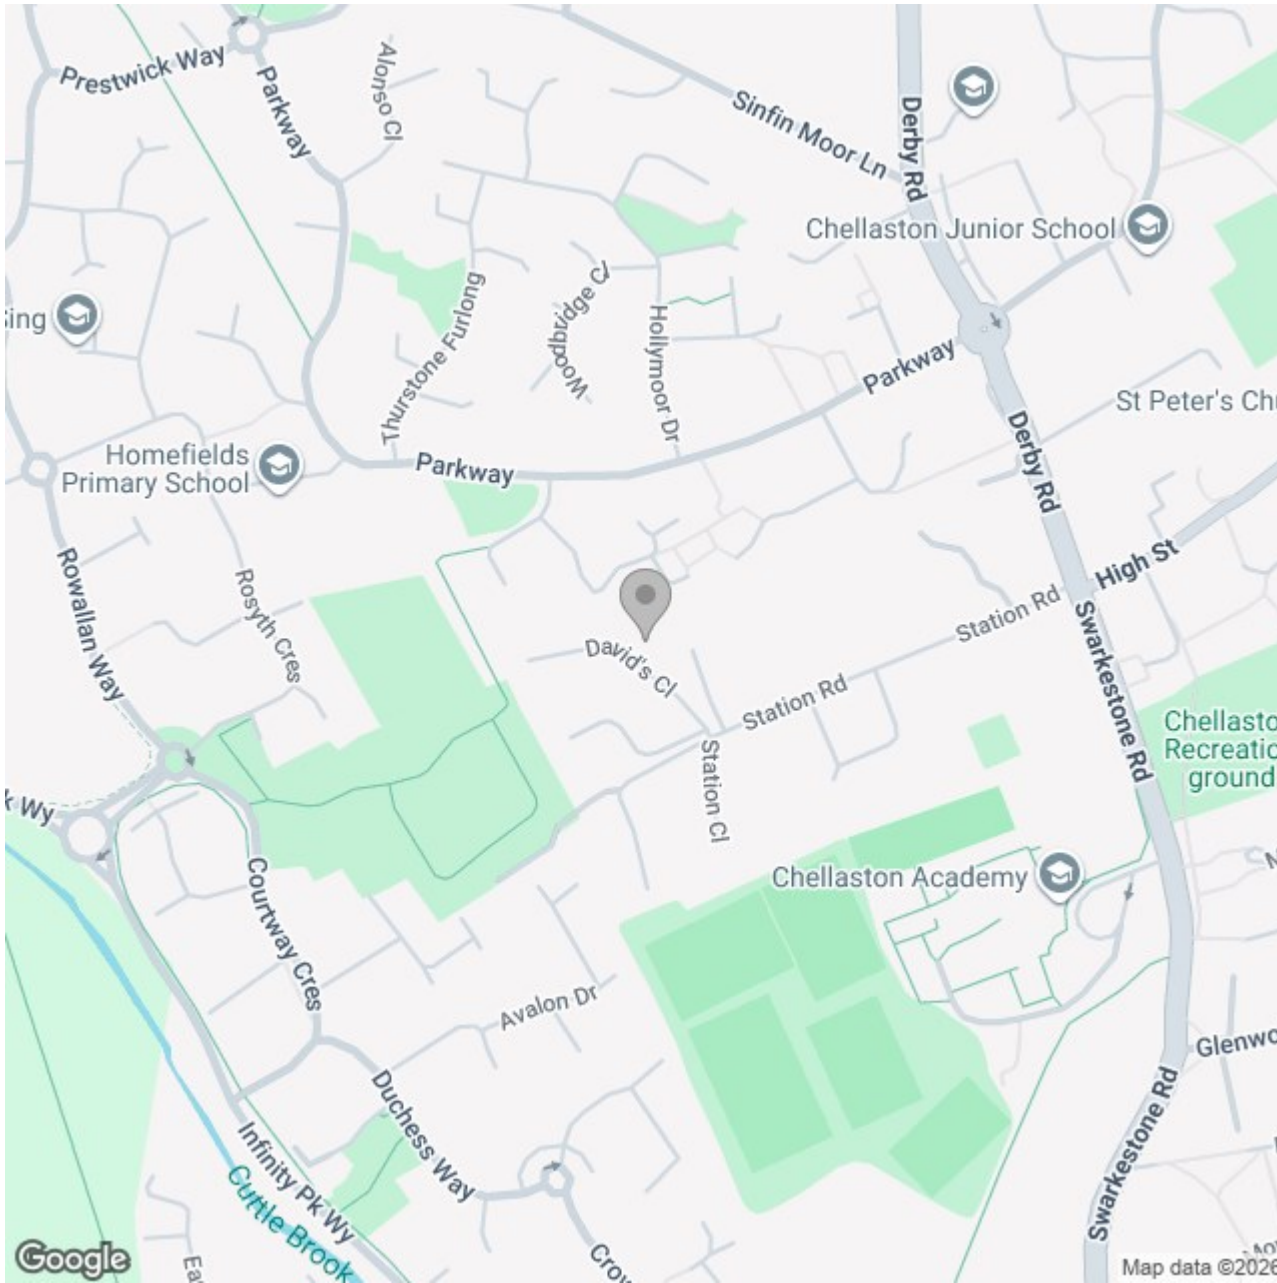 Prestwick Way
Parkway
Alonso Cl
Sinfin Moor Ln
Derby Rd
Chellaston Junior School
Thurstone Furlong
Woodbridge Cl
Hollymoor Dr
Parkway
St Peter's
Homefields
Primary School
Parkway
Derby Rd
High St
Rowallan Way
Rosyth Cres
David's Cl
Station Rd
Station Rd
Swarkestone Rd
Station Cl
Recreatio
ground
Wy
Chellaston Academy
Courtway Cres
Avalon Dr
Duchess Way
Infinity Pk Wy
Cuttle Brook
Swarkestone Rd
Google
Map data ©2026